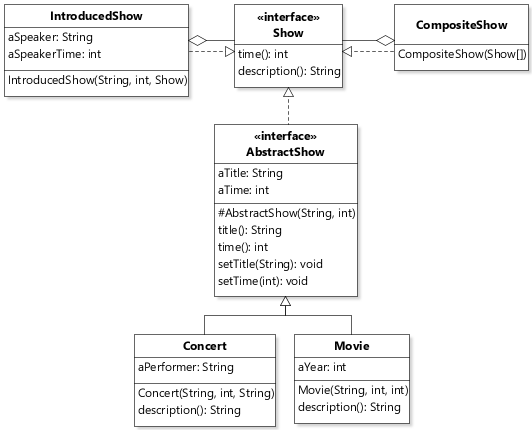 IntroducedShow
aSpeaker: String
aSpeakerTime: int
IntroducedShow(String, int, Show)
«interface»
Show
time(): int
description(): String
CompositeShow
CompositeShow(Show[])
«interface»
AbstractShow
aTitle: String
aTime: int
#AbstractShow(String, int)
title(): String
time(): int
setTitle(String): void
setTime(int): void
Concert
aPerformer: String
Concert(String, int, String)
description(): String
Movie
aYear: int
Movie(String, int, int)
description(): String